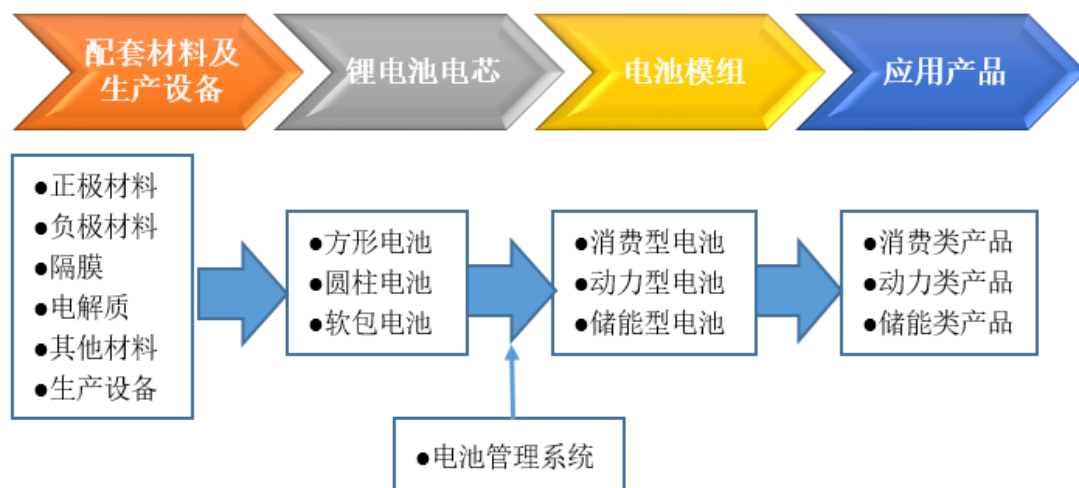 配套材料及
生产设备
锂电池电芯
电池模组
应用产品
●正极材料
●负极材料
●隔膜
●电解质
●其他材料
●生产设备
●方形电池
●圆柱电池
●软包电池
●消费型电池
●动力型电池
●储能型电池
●消费类产品
●动力类产品
●储能类产品
●电池管理系统